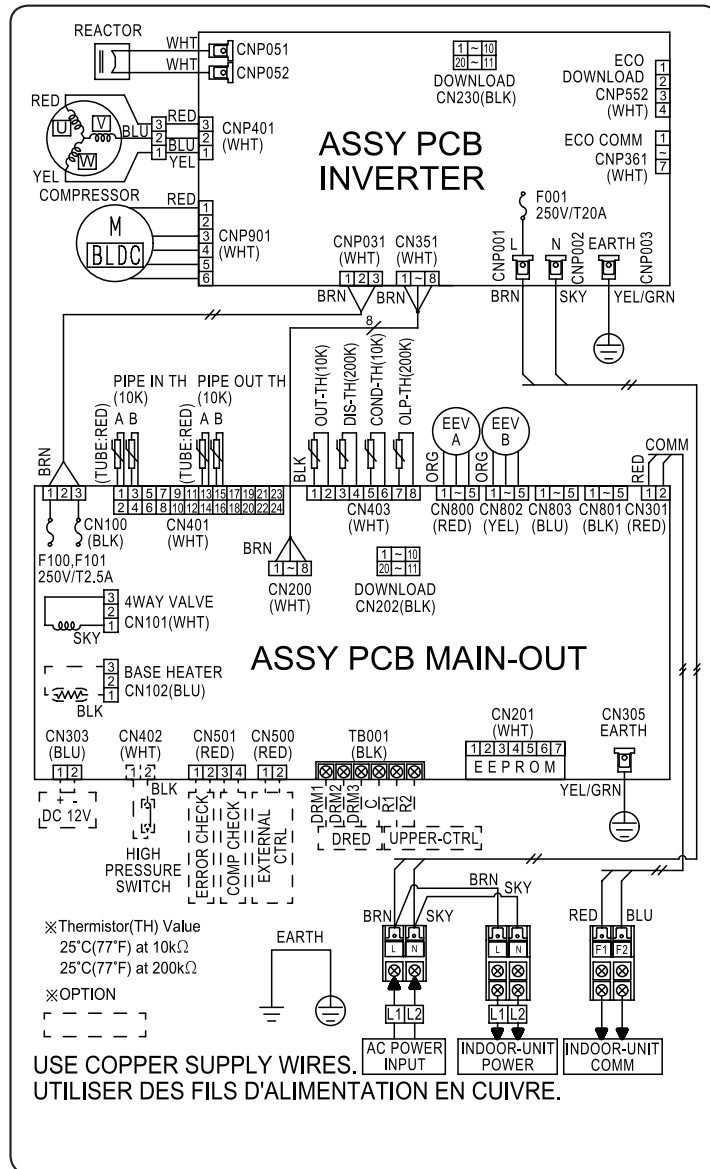 REACTOR
WHT CNP051
WHT CNP052
1 ~ 10
20 ~ 11
DOWNLOAD
CN230(BLK)
ECO
DOWNLOAD
CNP552
(WHT)
1
2
3
4
ECO COMM
CNP361
(WHT)
1
~
7
RED
U V W
BLU
YEL
3 2 1
RED
BLU
YEL
3 2 1
CNP401
(WHT)
ASSY PCB
INVERTER
COMPRESSOR
M
BLDC
RED
1
2
3
4
5
6
CNP901
(WHT)
F001
250V/T20A
CNP001
L
CNP002
N
EARTH
CNP003
CNP031
(WHT)
1 2 3
CN351
(WHT)
1 ~ 8
BRN
BRN
BRN
SKY
YEL/GRN
8
PIPE IN TH
(10K)
A B
(TUBE:RED)
PIPE OUT TH
(10K)
A B
(TUBE:RED)
OUT-TH(10K)
DIS-TH(200K)
COND-TH(10K)
OLP-TH(200K)
BLK
EEV
A
EEV
B
ORG
ORG
COMM
RED
BRN
1 2 3
CN100
(BLK)
1 3 5 7 9 11 13 15 17 19 21 23
2 4 6 8 10 12 14 16 18 20 22 24
CN401
(WHT)
1 2 3 4 5 6 7 8
CN403
(WHT)
1 ~ 5
CN800
(RED)
1 ~ 5
CN802
(YEL)
1 ~ 5
CN803
(BLU)
1 ~ 5
CN801
(BLK)
1 2
CN301
(RED)
F100,F101
250V/T2.5A
BRN
1 ~ 8
CN200
(WHT)
1 ~ 10
20 ~ 11
DOWNLOAD
CN202(BLK)
3
2
1
4WAY VALVE
CN101(WHT)
SKY
3
2
1
BASE HEATER
CN102(BLU)
BLK
ASSY PCB MAIN-OUT
CN303
(BLU)
1 2
+ -
DC 12V
CN402
(WHT)
1 2
BLK
HIGH
PRESSURE
SWITCH
CN501
(RED)
1 2 3 4
ERROR CHECK
COMP CHECK
CN500
(RED)
1 2
EXTERNAL
CTRL
TB001
(BLK)
DRM1
DRM2
DRM3
C
R1
R2
DRED
UPPER-CTRL
CN201
(WHT)
1 2 3 4 5 6 7
EEPROM
CN305
EARTH
YEL/GRN
BRN
SKY
BRN
SKY
L N
L1 L2
AC POWER
INPUT
L N
L1 L2
INDOOR-UNIT
POWER
RED
BLU
F1 F2
INDOOR-UNIT
COMM
※Thermistor(TH) Value
25°C(77°F) at 10kΩ
25°C(77°F) at 200kΩ
※OPTION
EARTH
USE COPPER SUPPLY WIRES.
UTILISER DES FILS D'ALIMENTATION EN CUIVRE.